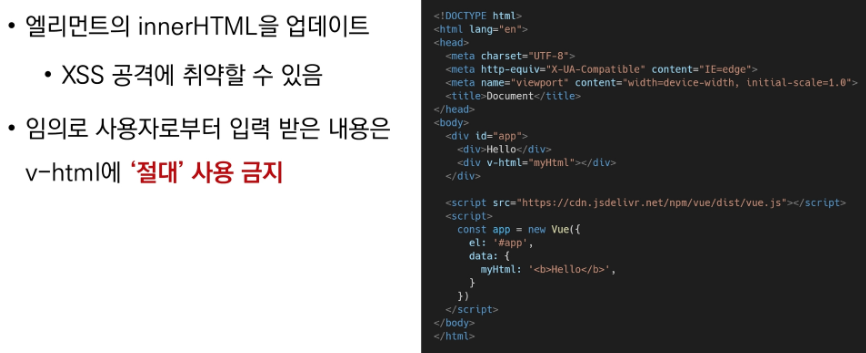 • 엘리먼트의 innerHTML을 업데이트
• XSS 공격에 취약할 수 있음
• 임의로 사용자로부터 입력 받은 내용은
v-html에 ‘절대’ 사용 금지
<!DOCTYPE html>
<html lang="en">
<head>
  <meta charset="UTF-8">
  <meta http-equiv="X-UA-Compatible" content="IE=edge">
  <meta name="viewport" content="width=device-width, initial-scale=1.0">
  <title>Document</title>
</head>
<body>
  <div id="app">
    <div>Hello</div>
    <div v-html="myHtml"></div>
  </div>
  <script src="https://cdn.jsdelivr.net/npm/vue/dist/vue.js"></script>
  <script>
    const app = new Vue({
      el: '#app',
      data: {
        myHtml: '<b>Hello</b>',
      }
    })
  </script>
</body>
</html>